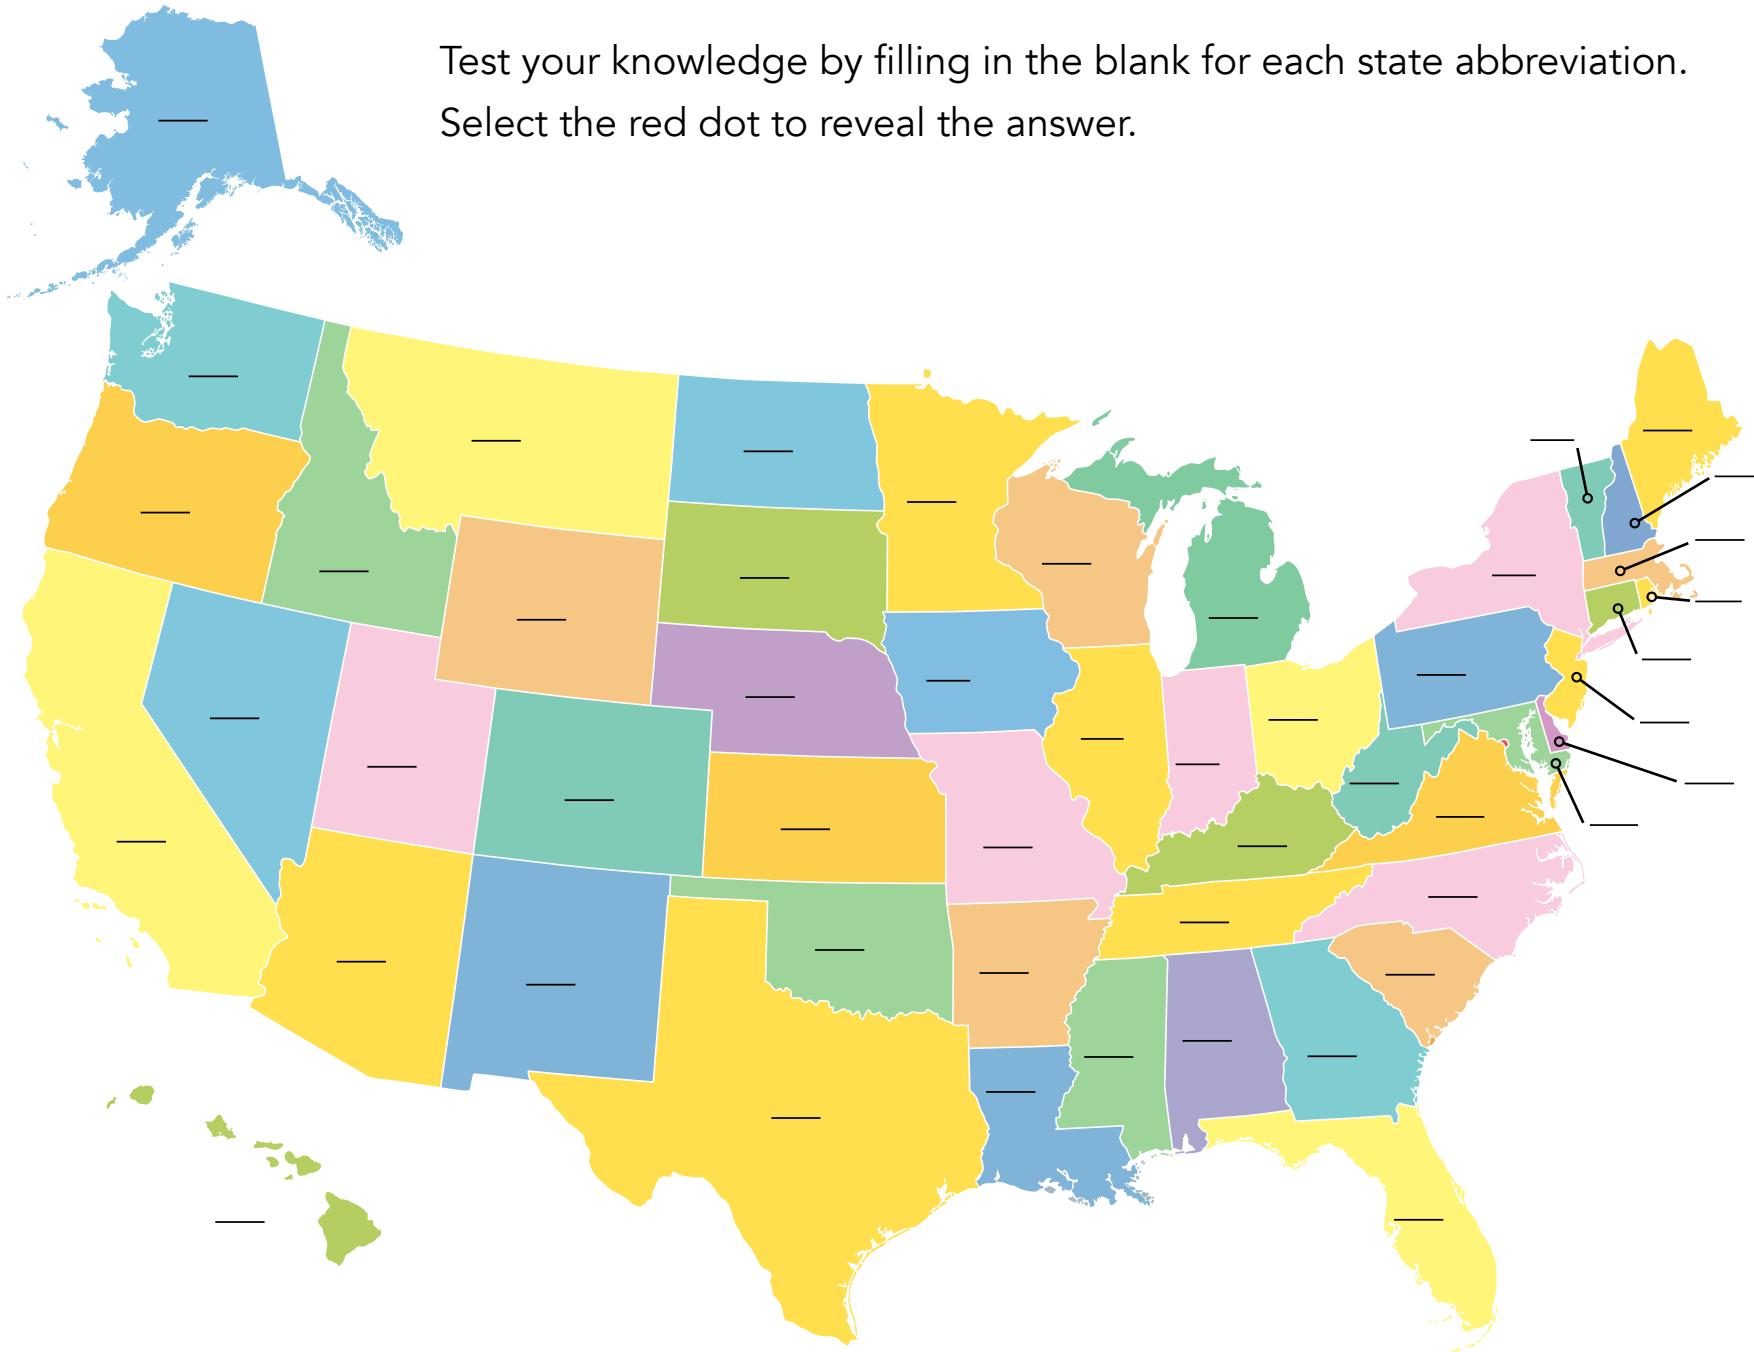 Test your knowledge by filling in the blank for each state abbreviation.
Select the red dot to reveal the answer.